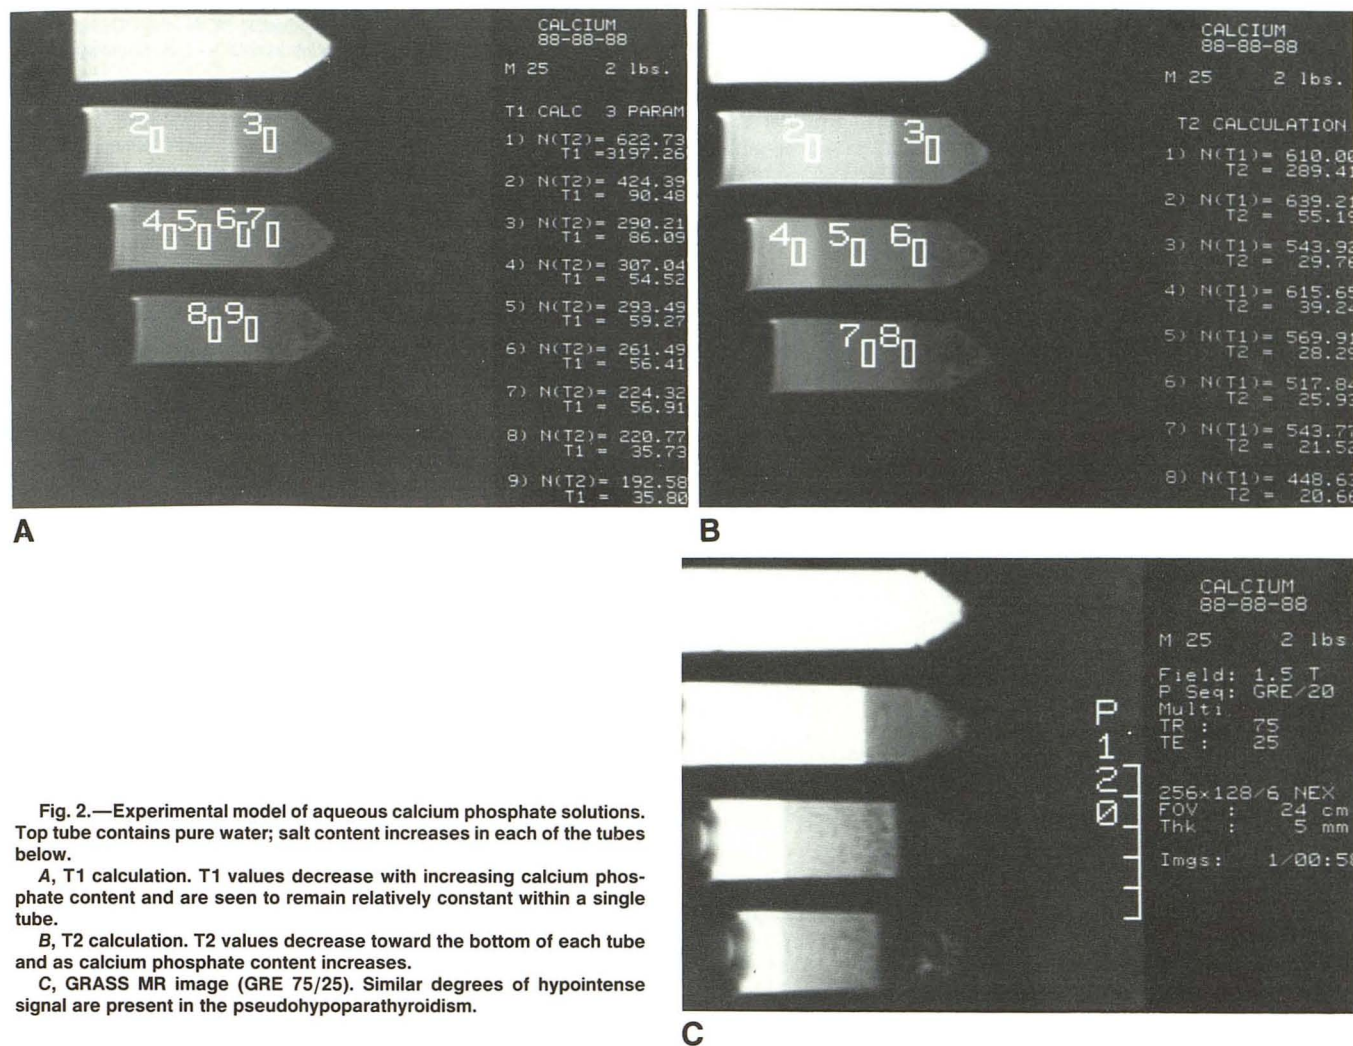 CALCIUM
88-88-88
M 25 2 lbs.
T1 CALC 3 PARAM
1) N(T2)= 622.73
T1 =3197.26
2) N(T2)= 424.39
T1 = 90.48
3) N(T2)= 290.21
T1 = 86.09
4) N(T2)= 307.04
T1 = 54.52
5) N(T2)= 293.49
T1 = 59.27
6) N(T2)= 261.49
T1 = 56.41
7) N(T2)= 224.32
T1 = 56.91
8) N(T2)= 220.77
T1 = 35.73
9) N(T2)= 192.58
T1 = 35.80
2 3
4 5 6 7
8 9
A
CALCIUM
88-88-88
M 25 2 lbs.
T2 CALCULATION
1) N(T1)= 610.00
T2 = 289.41
2) N(T1)= 639.21
T2 = 55.19
3) N(T1)= 543.92
T2 = 29.76
4) N(T1)= 615.65
T2 = 39.24
5) N(T1)= 569.91
T2 = 28.29
6) N(T1)= 517.84
T2 = 25.93
7) N(T1)= 543.77
T2 = 21.52
8) N(T1)= 448.63
T2 = 20.66
2 3
4 5 6
7 8
B
CALCIUM
88-88-88
M 25 2 lbs
Field: 1.5 T
P Seq: GRE/20
Multi
TR : 75
TE : 25
256x128/6 NEX
FOV : 24 cm
Thk : 5 mm
Imgs: 1/00:58
P
1
2
0
C
Fig. 2.—Experimental model of aqueous calcium phosphate solutions.
Top tube contains pure water; salt content increases in each of the tubes
below.
A, T1 calculation. T1 values decrease with increasing calcium phos-
phate content and are seen to remain relatively constant within a single
tube.
B, T2 calculation. T2 values decrease toward the bottom of each tube
and as calcium phosphate content increases.
C, GRASS MR image (GRE 75/25). Similar degrees of hypointense
signal are present in the pseudohypoparathyroidism.